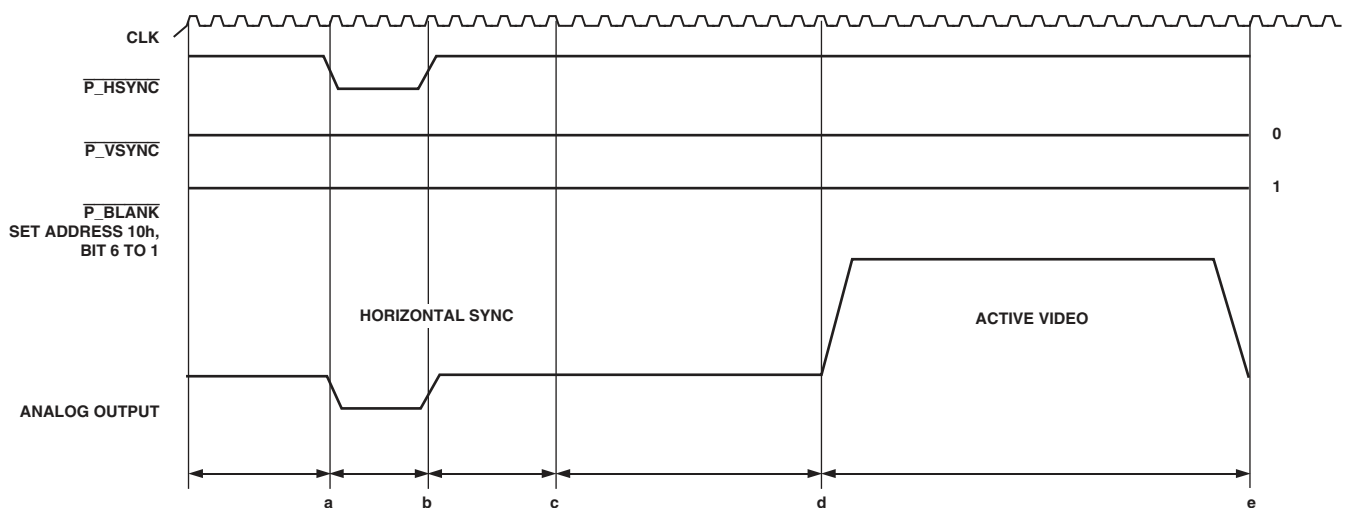 CLK
P_HSYNC
P_VSYNC
0
P_BLANK
1
SET ADDRESS 10h,
BIT 6 TO 1
HORIZONTAL SYNC
ACTIVE VIDEO
ANALOG OUTPUT
a
b
c
d
e